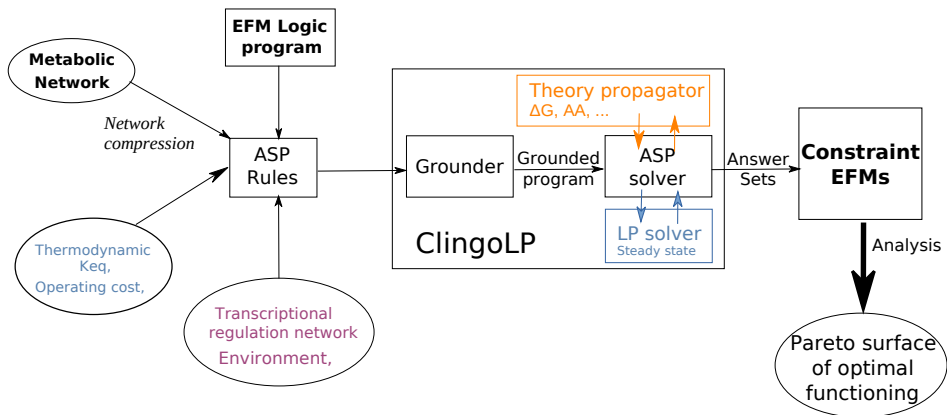 EFM Logic
program
Metabolic
Network
Network
compression
ASP
Rules
Thermodynamic
Keq,
Operating cost,
Transcriptional
regulation network
Environment,
Theory propagator
ΔG, AA, ...
Grounder
Grounded
program
ASP
solver
LP solver
Steady state
ClingoLP
Answer
Sets
Constraint
EFMs
Analysis
Pareto surface
of optimal
functioning